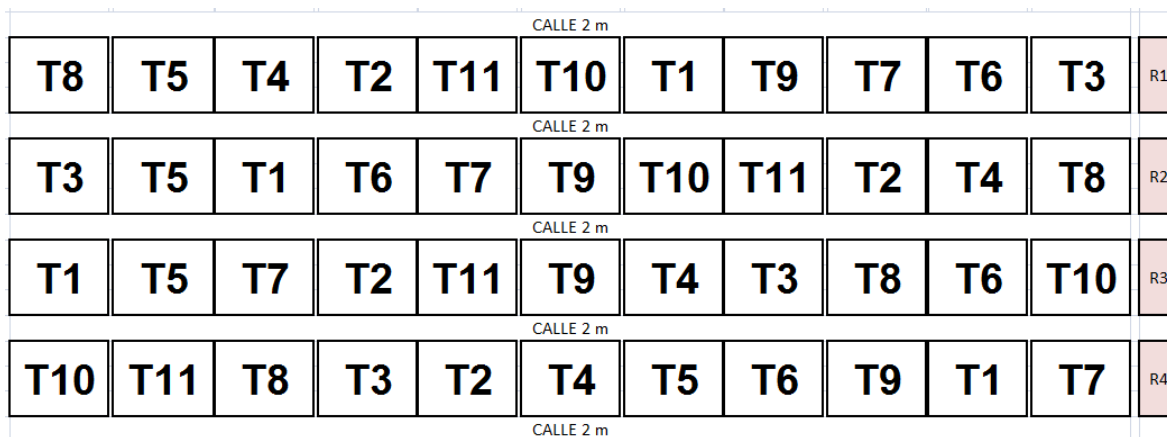 CALLE 2 m
T8 T5 T4 T2 T11 T10 T1 T9 T7 T6 T3 R1
CALLE 2 m
T3 T5 T1 T6 T7 T9 T10 T11 T2 T4 T8 R2
CALLE 2 m
T1 T5 T7 T2 T11 T9 T4 T3 T8 T6 T10 R3
CALLE 2 m
T10 T11 T8 T3 T2 T4 T5 T6 T9 T1 T7 R4
CALLE 2 m